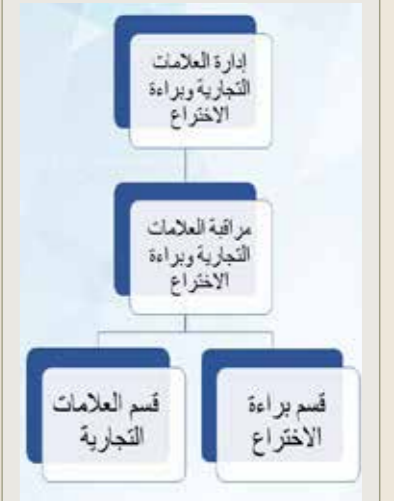 إدارة العلامات
التجارية وبراءة
الاختراع
مراقبة العلامات
التجارية وبراءة
الاختراع
قسم براءة
الاختراع
قسم العلامات
التجارية